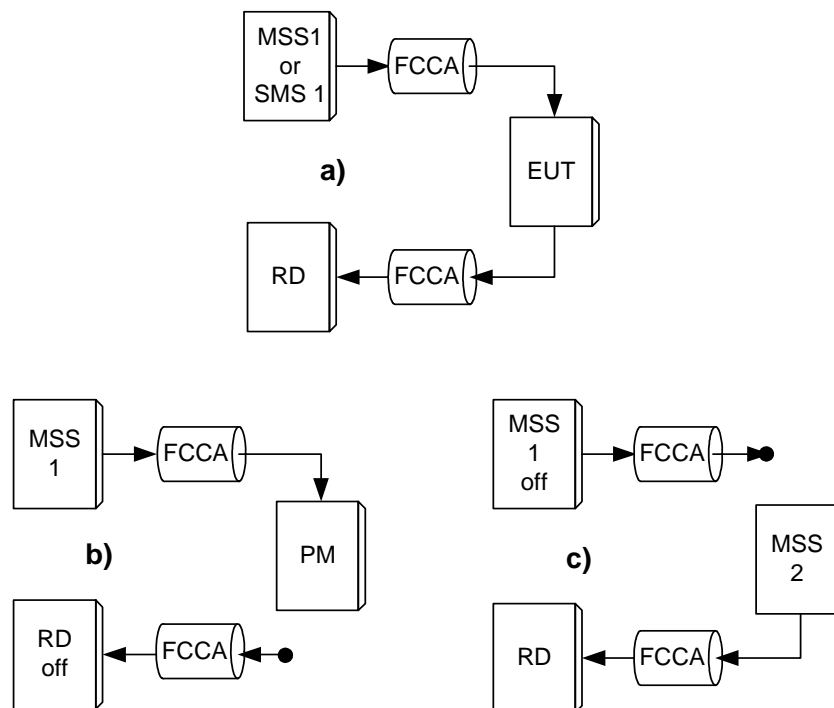 MSS1
or
SMS 1
FCCA
EUT
a)
RD
FCCA
MSS
1
FCCA
PM
b)
RD
off
FCCA
MSS
1
off
FCCA
MSS
2
c)
RD
FCCA